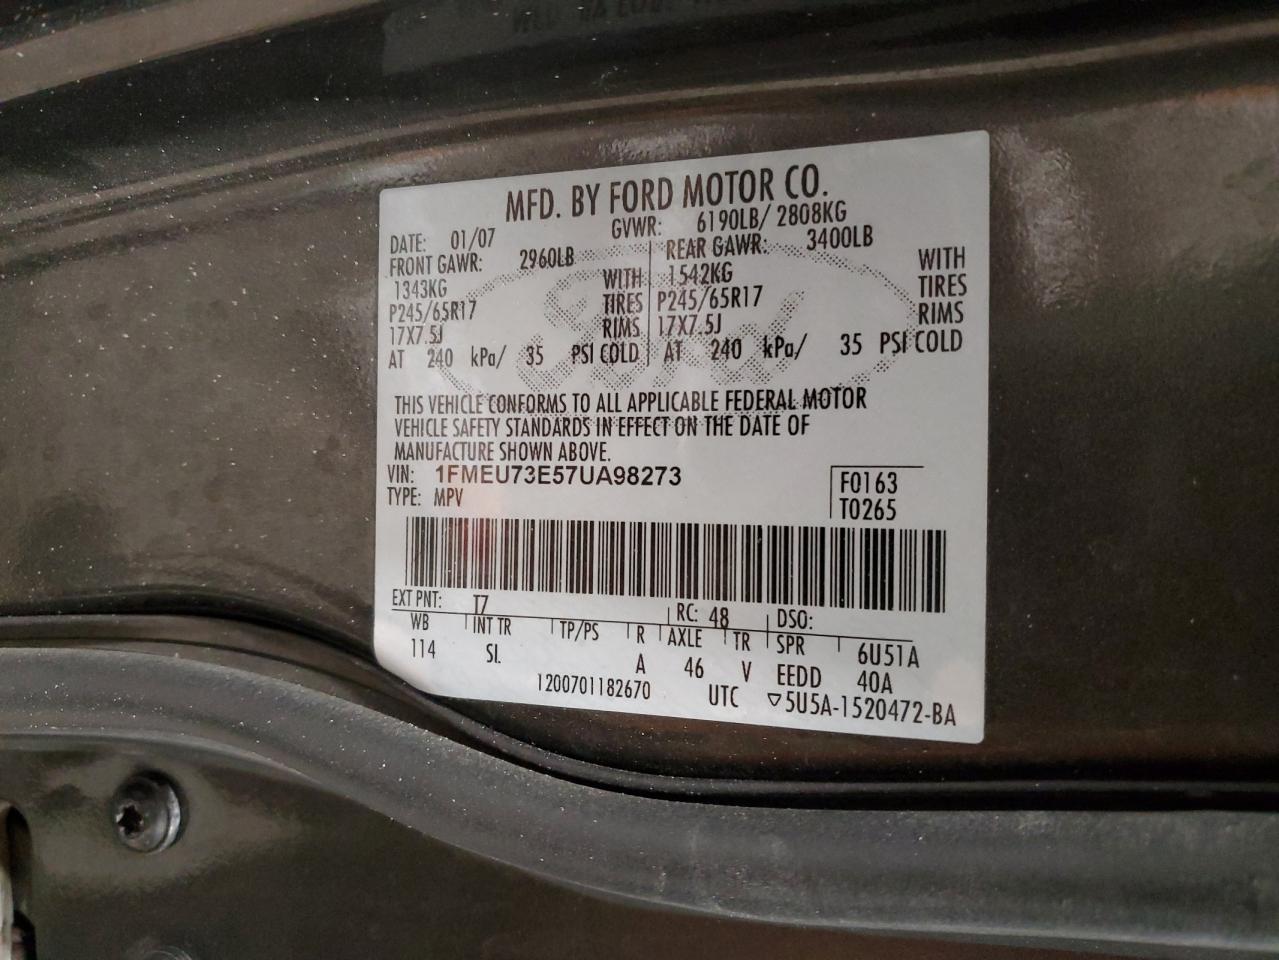 MFD. BY FORD MOTOR CO.
DATE: 01/07 GVWR: 6190LB/ 2808KG
FRONT GAWR: 2960LB REAR GAWR: 3400LB
1343KG WITH 1542KG WITH
P245/65R17 TIRES P245/65R17 TIRES
17X7.5J RIMS 17X7.5J RIMS
AT 240 kPa/ 35 PSI COLD AT 240 kPa/ 35 PSI COLD
Ford
THIS VEHICLE CONFORMS TO ALL APPLICABLE FEDERAL MOTOR
VEHICLE SAFETY STANDARDS IN EFFECT ON THE DATE OF
MANUFACTURE SHOWN ABOVE.
VIN: 1FMEU73E57UA98273 F0163
TYPE: MPV T0265
EXT PNT: T7 RC: 48 DSO:
WB INT TR TP/PS R AXLE TR SPR 6U51A
114 SL A 46 V EEDD 40A
1200701182670 UTC ▽5U5A-1520472-BA